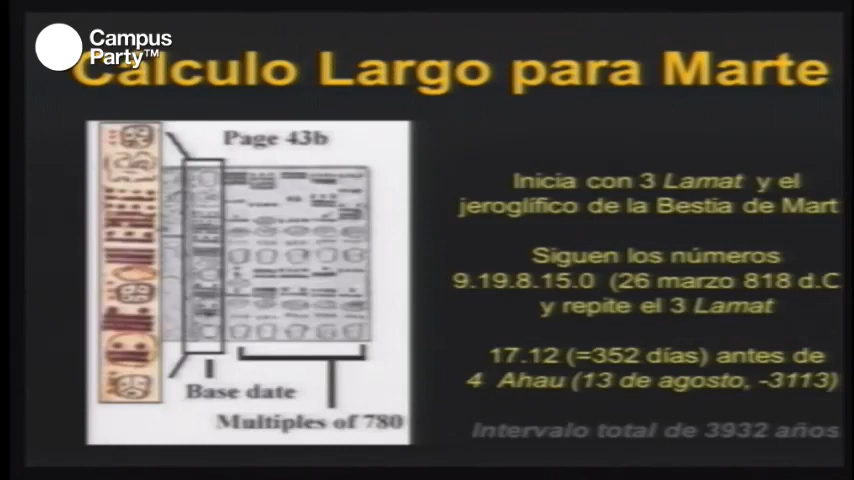 Campus
Party™
Cálculo Largo para Marte
Page 43b
Inicia con 3 Lamat y el
jeroglífico de la Bestia de Mart
Siguen los números
9.19.8.15.0 (26 marzo 818 d.C
y repite el 3 Lamat
17.12 (=352 días) antes de
4 Ahau (13 de agosto, -3113)
Base date
Multiples of 780
Intervalo total de 3932 años